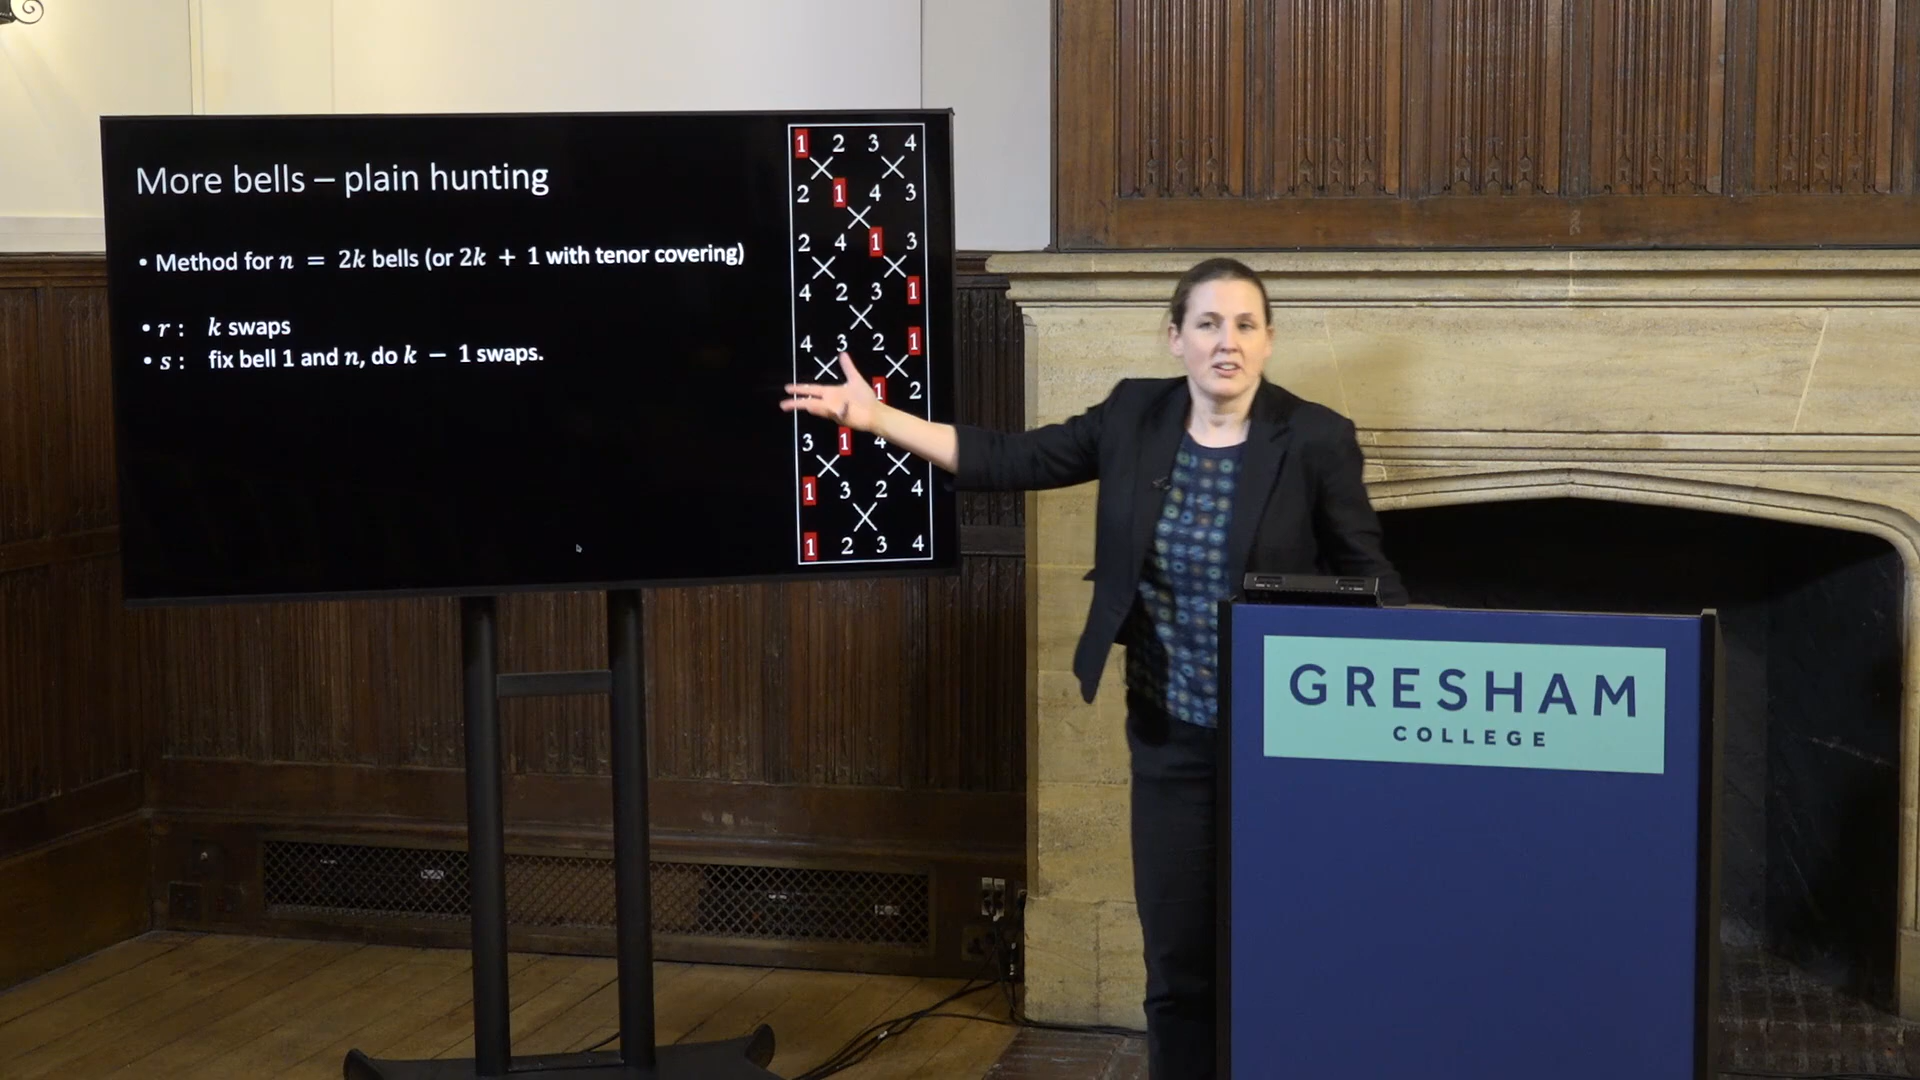 More bells – plain hunting
• Method for n = 2k bells (or 2k + 1 with tenor covering)
• r : k swaps
• s : fix bell 1 and n, do k − 1 swaps.
1 2 3 4
2 1 4 3
2 4 1 3
4 2 3 1
4 3 2 1
1 2
3 1 4
1 3 2 4
1 2 3 4
GRESHAM
COLLEGE